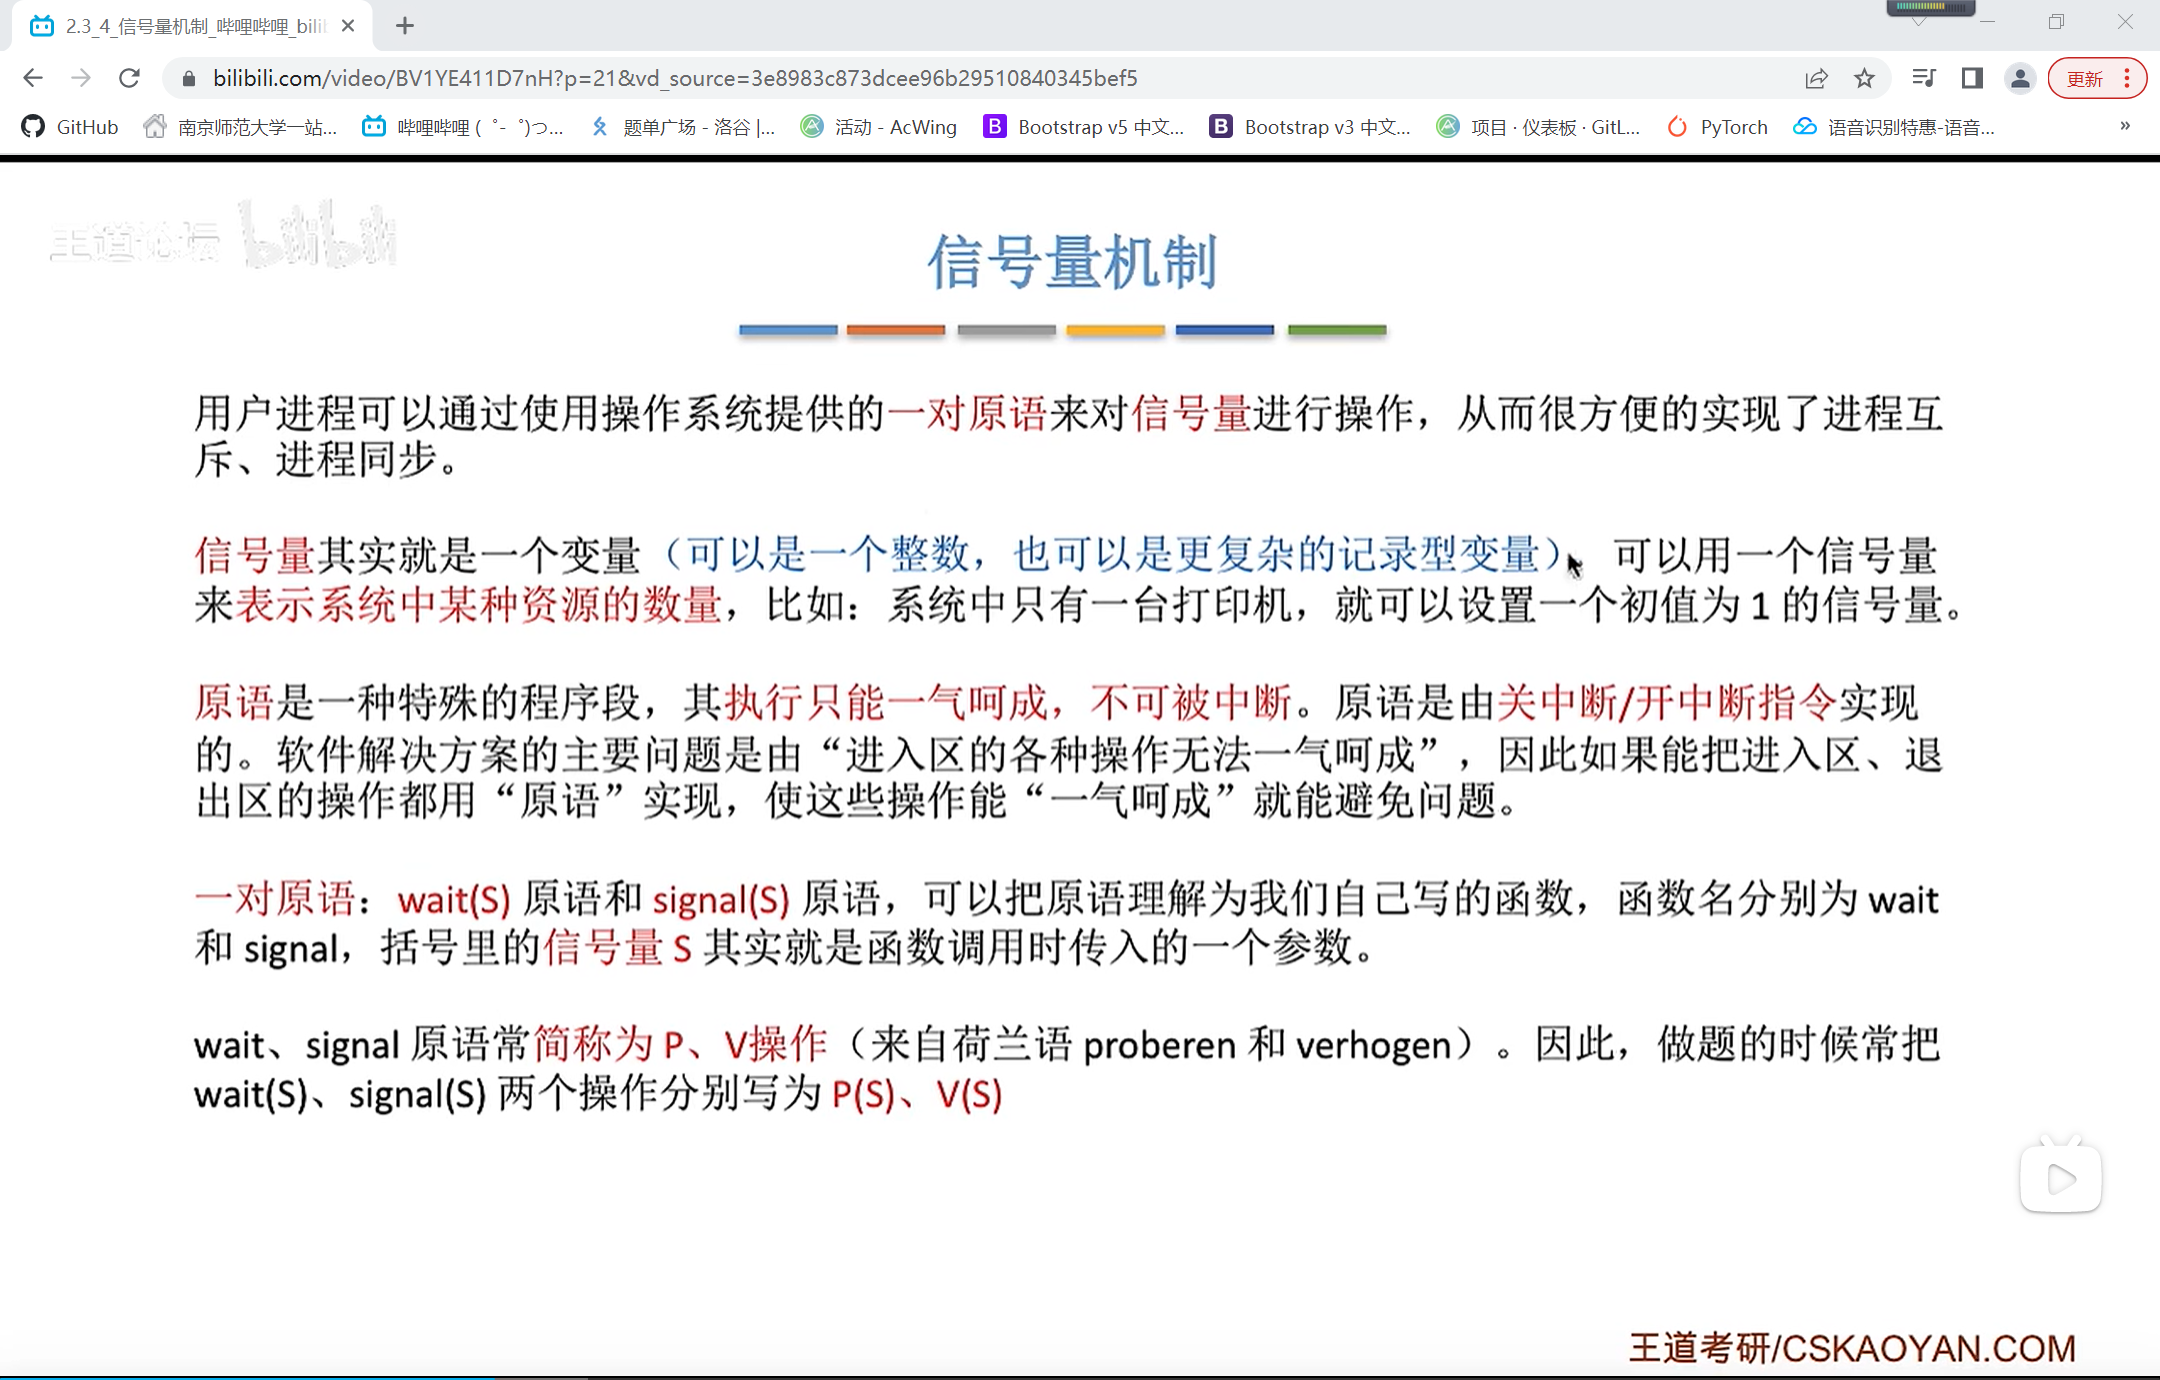 2.3_4_信号量机制_哔哩哔哩_bili
bilibili.com/video/BV1YE411D7nH?p=21&vd_source=3e8983c873dcee96b29510840345bef5
更新
GitHub
南京师范大学一站...
哔哩哔哩 ( ゜- ゜)つ...
题单广场 - 洛谷 |...
活动 - AcWing
Bootstrap v5 中文...
Bootstrap v3 中文...
项目 · 仪表板 · GitL...
PyTorch
语音识别特惠-语音...
»
王道论坛 bilibili
信号量机制
用户进程可以通过使用操作系统提供的一对原语来对信号量进行操作，从而很方便的实现了进程互
斥、进程同步。
信号量其实就是一个变量（可以是一个整数，也可以是更复杂的记录型变量），可以用一个信号量
来表示系统中某种资源的数量，比如：系统中只有一台打印机，就可以设置一个初值为 1 的信号量。
原语是一种特殊的程序段，其执行只能一气呵成，不可被中断。原语是由关中断/开中断指令实现
的。软件解决方案的主要问题是由“进入区的各种操作无法一气呵成”，因此如果能把进入区、退
出区的操作都用“原语”实现，使这些操作能“一气呵成”就能避免问题。
一对原语：wait(S) 原语和 signal(S) 原语，可以把原语理解为我们自己写的函数，函数名分别为 wait
和 signal，括号里的信号量 S 其实就是函数调用时传入的一个参数。
wait、signal 原语常简称为 P、V操作（来自荷兰语 proberen 和 verhogen）。因此，做题的时候常把
wait(S)、signal(S) 两个操作分别写为 P(S)、V(S)
王道考研/CSKAOYAN.COM